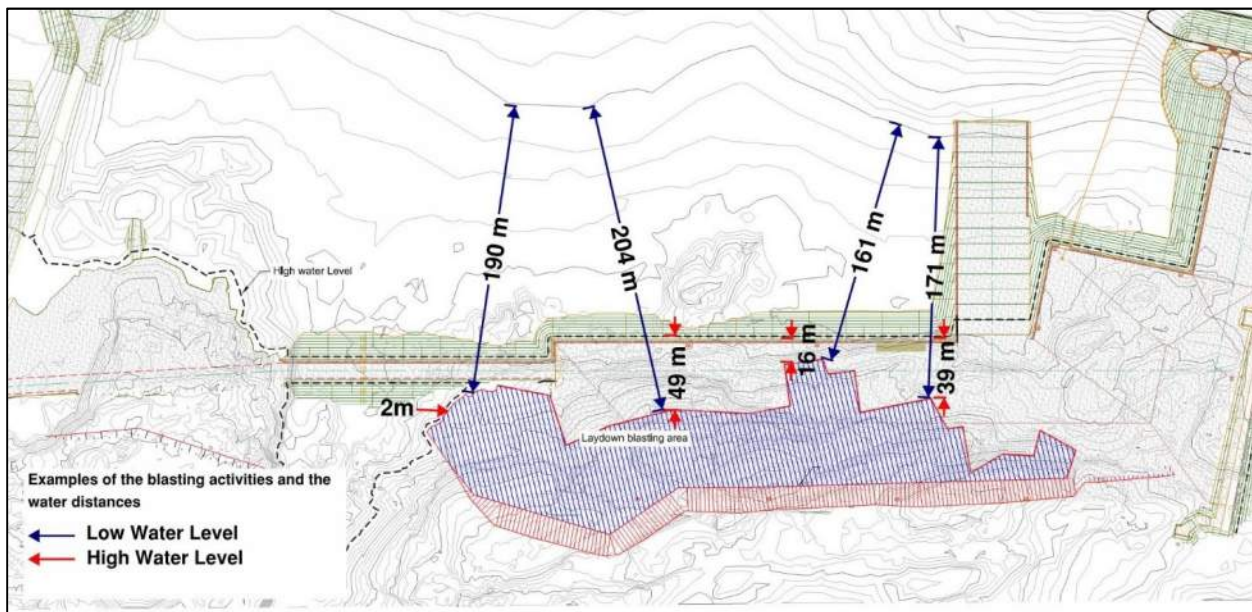 190 m
204 m
161 m
171 m
High water Level
49 m
16 m
39 m
2m
Laydown blasting area
Examples of the blasting activities and the
water distances
Low Water Level
High Water Level